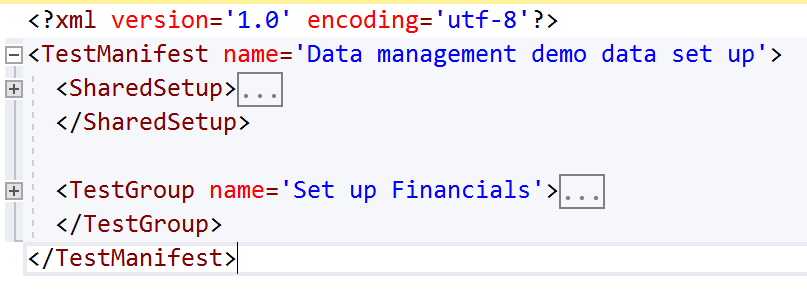 <?xml version='1.0' encoding='utf-8'?>
<TestManifest name='Data management demo data set up'>
<SharedSetup>...
</SharedSetup>
<TestGroup name='Set up Financials'>...
</TestGroup>
</TestManifest>